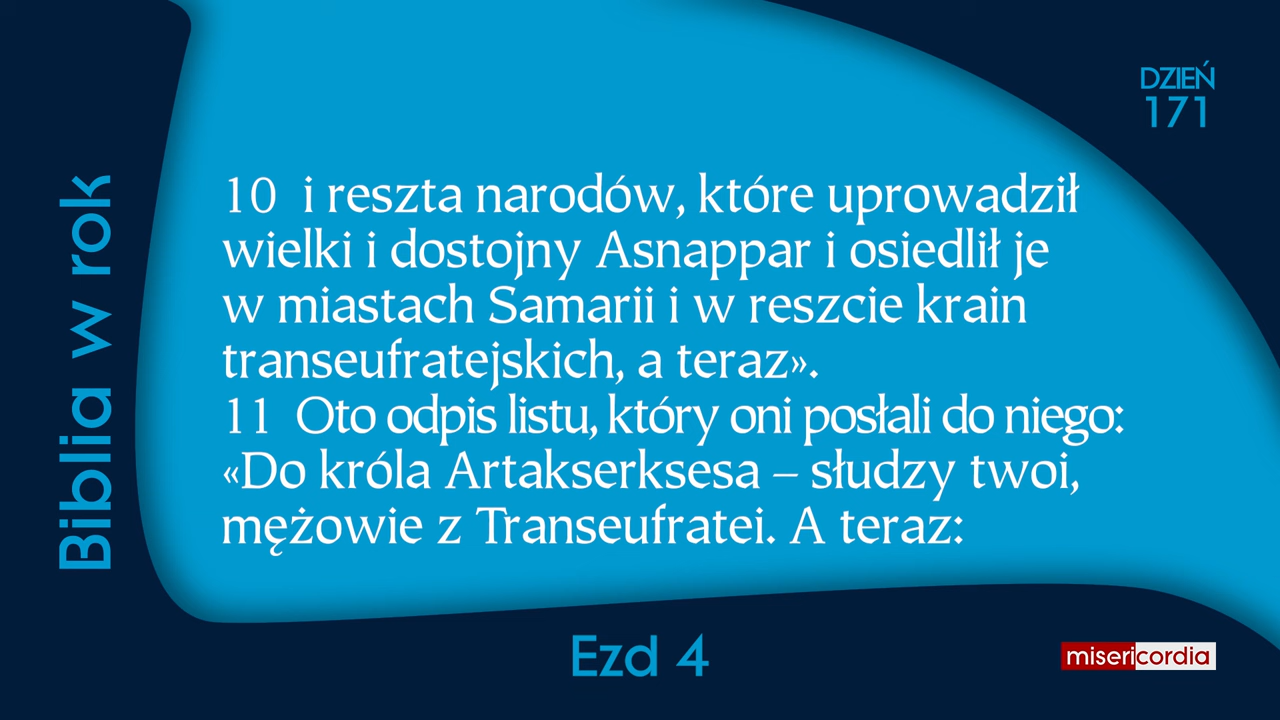 DZIEŃ
171
Biblia w rok
10 i reszta narodów, które uprowadził
wielki i dostojny Asnappar i osiedlił je
w miastach Samarii i w reszcie krain
transeufratejskich, a teraz».
11 Oto odpis listu, który oni posłali do niego:
«Do króla Artakserksesa – słudzy twoi,
mężowie z Transeufratei. A teraz:
Ezd 4
misericordia